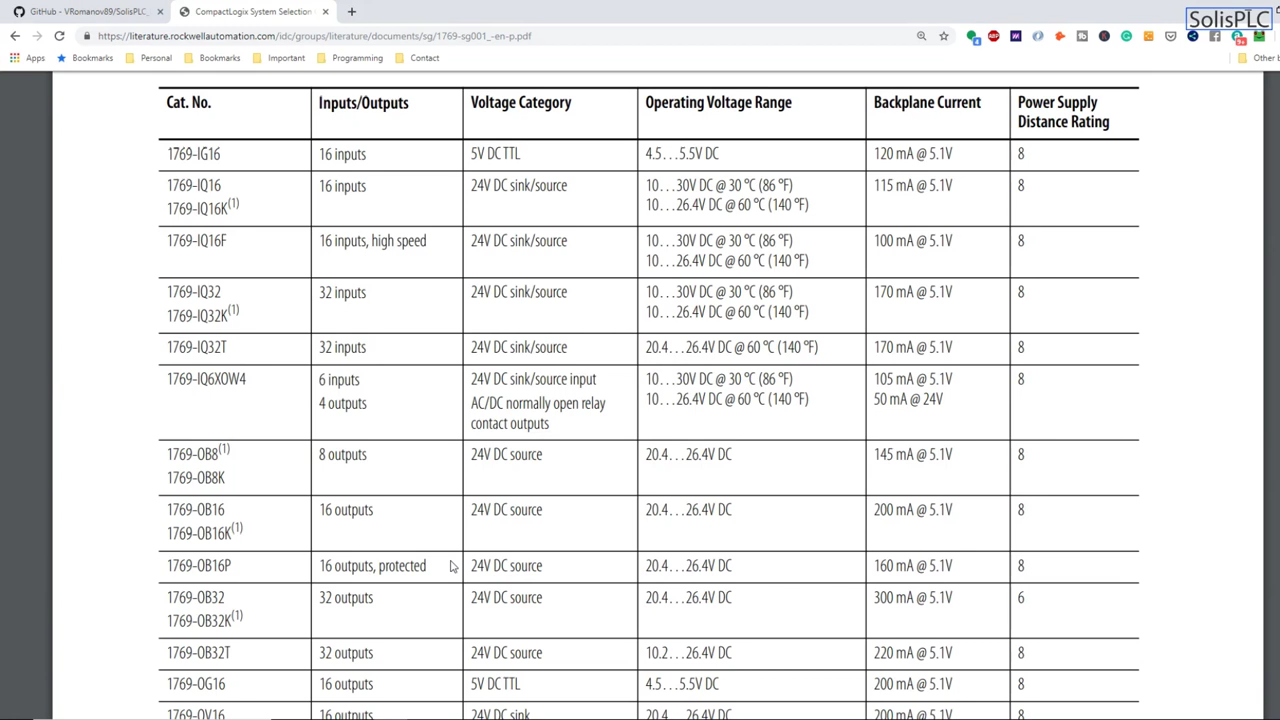 GitHub - VRomanov89/SolisPLC_ × CompactLogix System Selection × +
SolisPLC
https://literature.rockwellautomation.com/idc/groups/literature/documents/sg/1769-sg001_-en-p.pdf
Apps Bookmarks Personal Bookmarks Important Programming Contact Other b
Cat. No. Inputs/Outputs Voltage Category Operating Voltage Range Backplane Current Power Supply
Distance Rating
1769-IG16 16 inputs 5V DC TTL 4.5…5.5V DC 120 mA @ 5.1V 8
1769-IQ16 16 inputs 24V DC sink/source 10…30V DC @ 30 °C (86 °F) 115 mA @ 5.1V 8
1769-IQ16K(1) 10…26.4V DC @ 60 °C (140 °F)
1769-IQ16F 16 inputs, high speed 24V DC sink/source 10…30V DC @ 30 °C (86 °F) 100 mA @ 5.1V 8
10…26.4V DC @ 60 °C (140 °F)
1769-IQ32 32 inputs 24V DC sink/source 10…30V DC @ 30 °C (86 °F) 170 mA @ 5.1V 8
1769-IQ32K(1) 10…26.4V DC @ 60 °C (140 °F)
1769-IQ32T 32 inputs 24V DC sink/source 20.4…26.4V DC @ 60 °C (140 °F) 170 mA @ 5.1V 8
1769-IQ6XOW4 6 inputs 24V DC sink/source input 10…30V DC @ 30 °C (86 °F) 105 mA @ 5.1V 8
4 outputs AC/DC normally open relay 10…26.4V DC @ 60 °C (140 °F) 50 mA @ 24V
contact outputs
1769-OB8(1) 8 outputs 24V DC source 20.4…26.4V DC 145 mA @ 5.1V 8
1769-OB8K
1769-OB16 16 outputs 24V DC source 20.4…26.4V DC 200 mA @ 5.1V 8
1769-OB16K(1)
1769-OB16P 16 outputs, protected 24V DC source 20.4…26.4V DC 160 mA @ 5.1V 8
1769-OB32 32 outputs 24V DC source 20.4…26.4V DC 300 mA @ 5.1V 6
1769-OB32K(1)
1769-OB32T 32 outputs 24V DC source 10.2…26.4V DC 220 mA @ 5.1V 8
1769-OG16 16 outputs 5V DC TTL 4.5…5.5V DC 200 mA @ 5.1V 8
1769-OV16 16 outputs 24V DC sink 20.4…26.4V DC 200 mA @ 5.1V 8